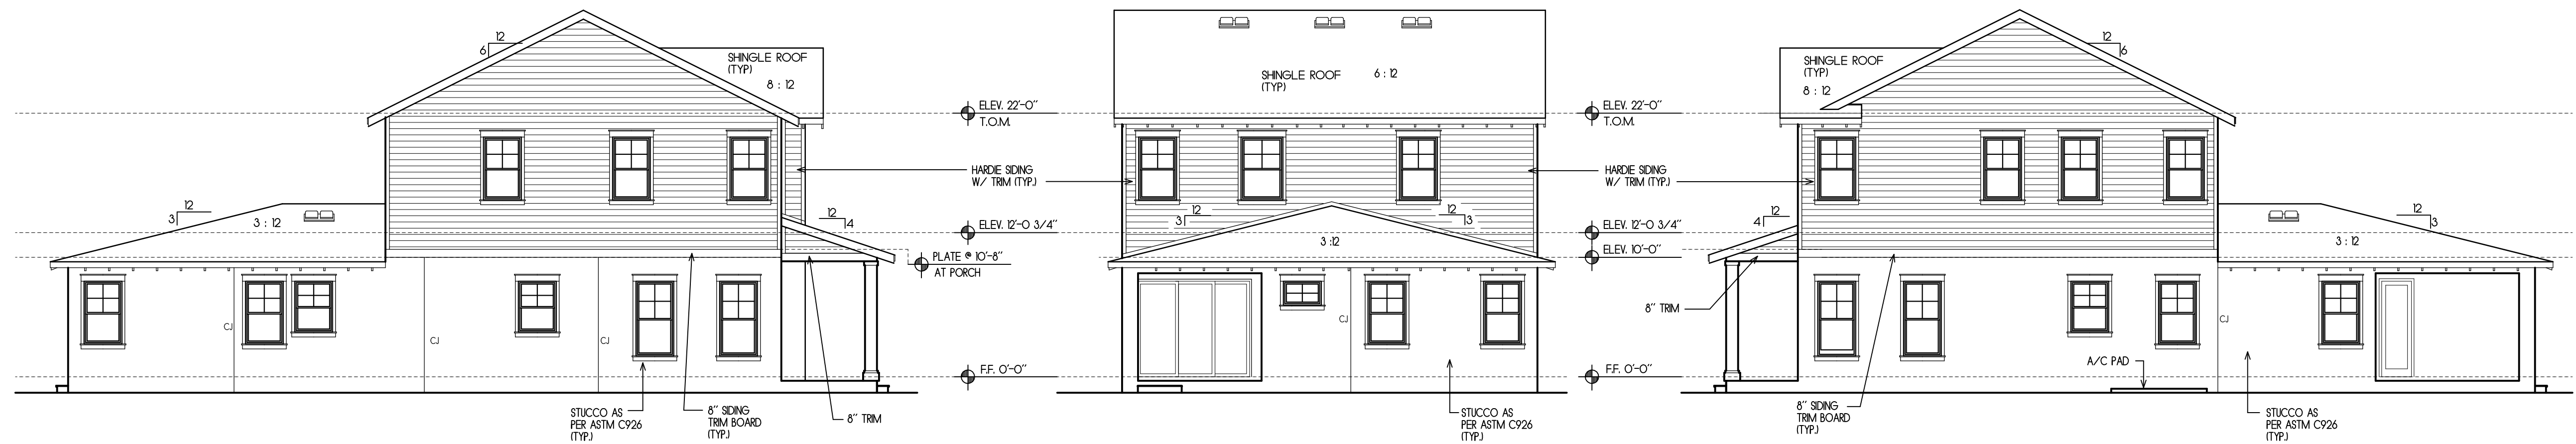 12
6
SHINGLE ROOF
(TYP)
8 : 12
12
3
3 : 12
12
4
CJ
CJ
CJ
STUCCO AS
PER ASTM C926
(TYP.)
8" SIDING
TRIM BOARD
(TYP.)
8" TRIM
ELEV. 22'-0"
T.O.M.
HARDIE SIDING
W/ TRIM (TYP.)
ELEV. 12'-0 3/4"
PLATE @ 10'-8"
AT PORCH
F.F. 0'-0"
SHINGLE ROOF
(TYP)
6 : 12
12
3
12
3
3 :12
CJ
STUCCO AS
PER ASTM C926
(TYP.)
ELEV. 22'-0"
T.O.M.
HARDIE SIDING
W/ TRIM (TYP.)
ELEV. 12'-0 3/4"
ELEV. 10'-0"
F.F. 0'-0"
SHINGLE ROOF
(TYP)
8 : 12
12
6
12
4
12
3
3 : 12
8" TRIM
CJ
A/C PAD
8" SIDING
TRIM BOARD
(TYP.)
STUCCO AS
PER ASTM C926
(TYP.)